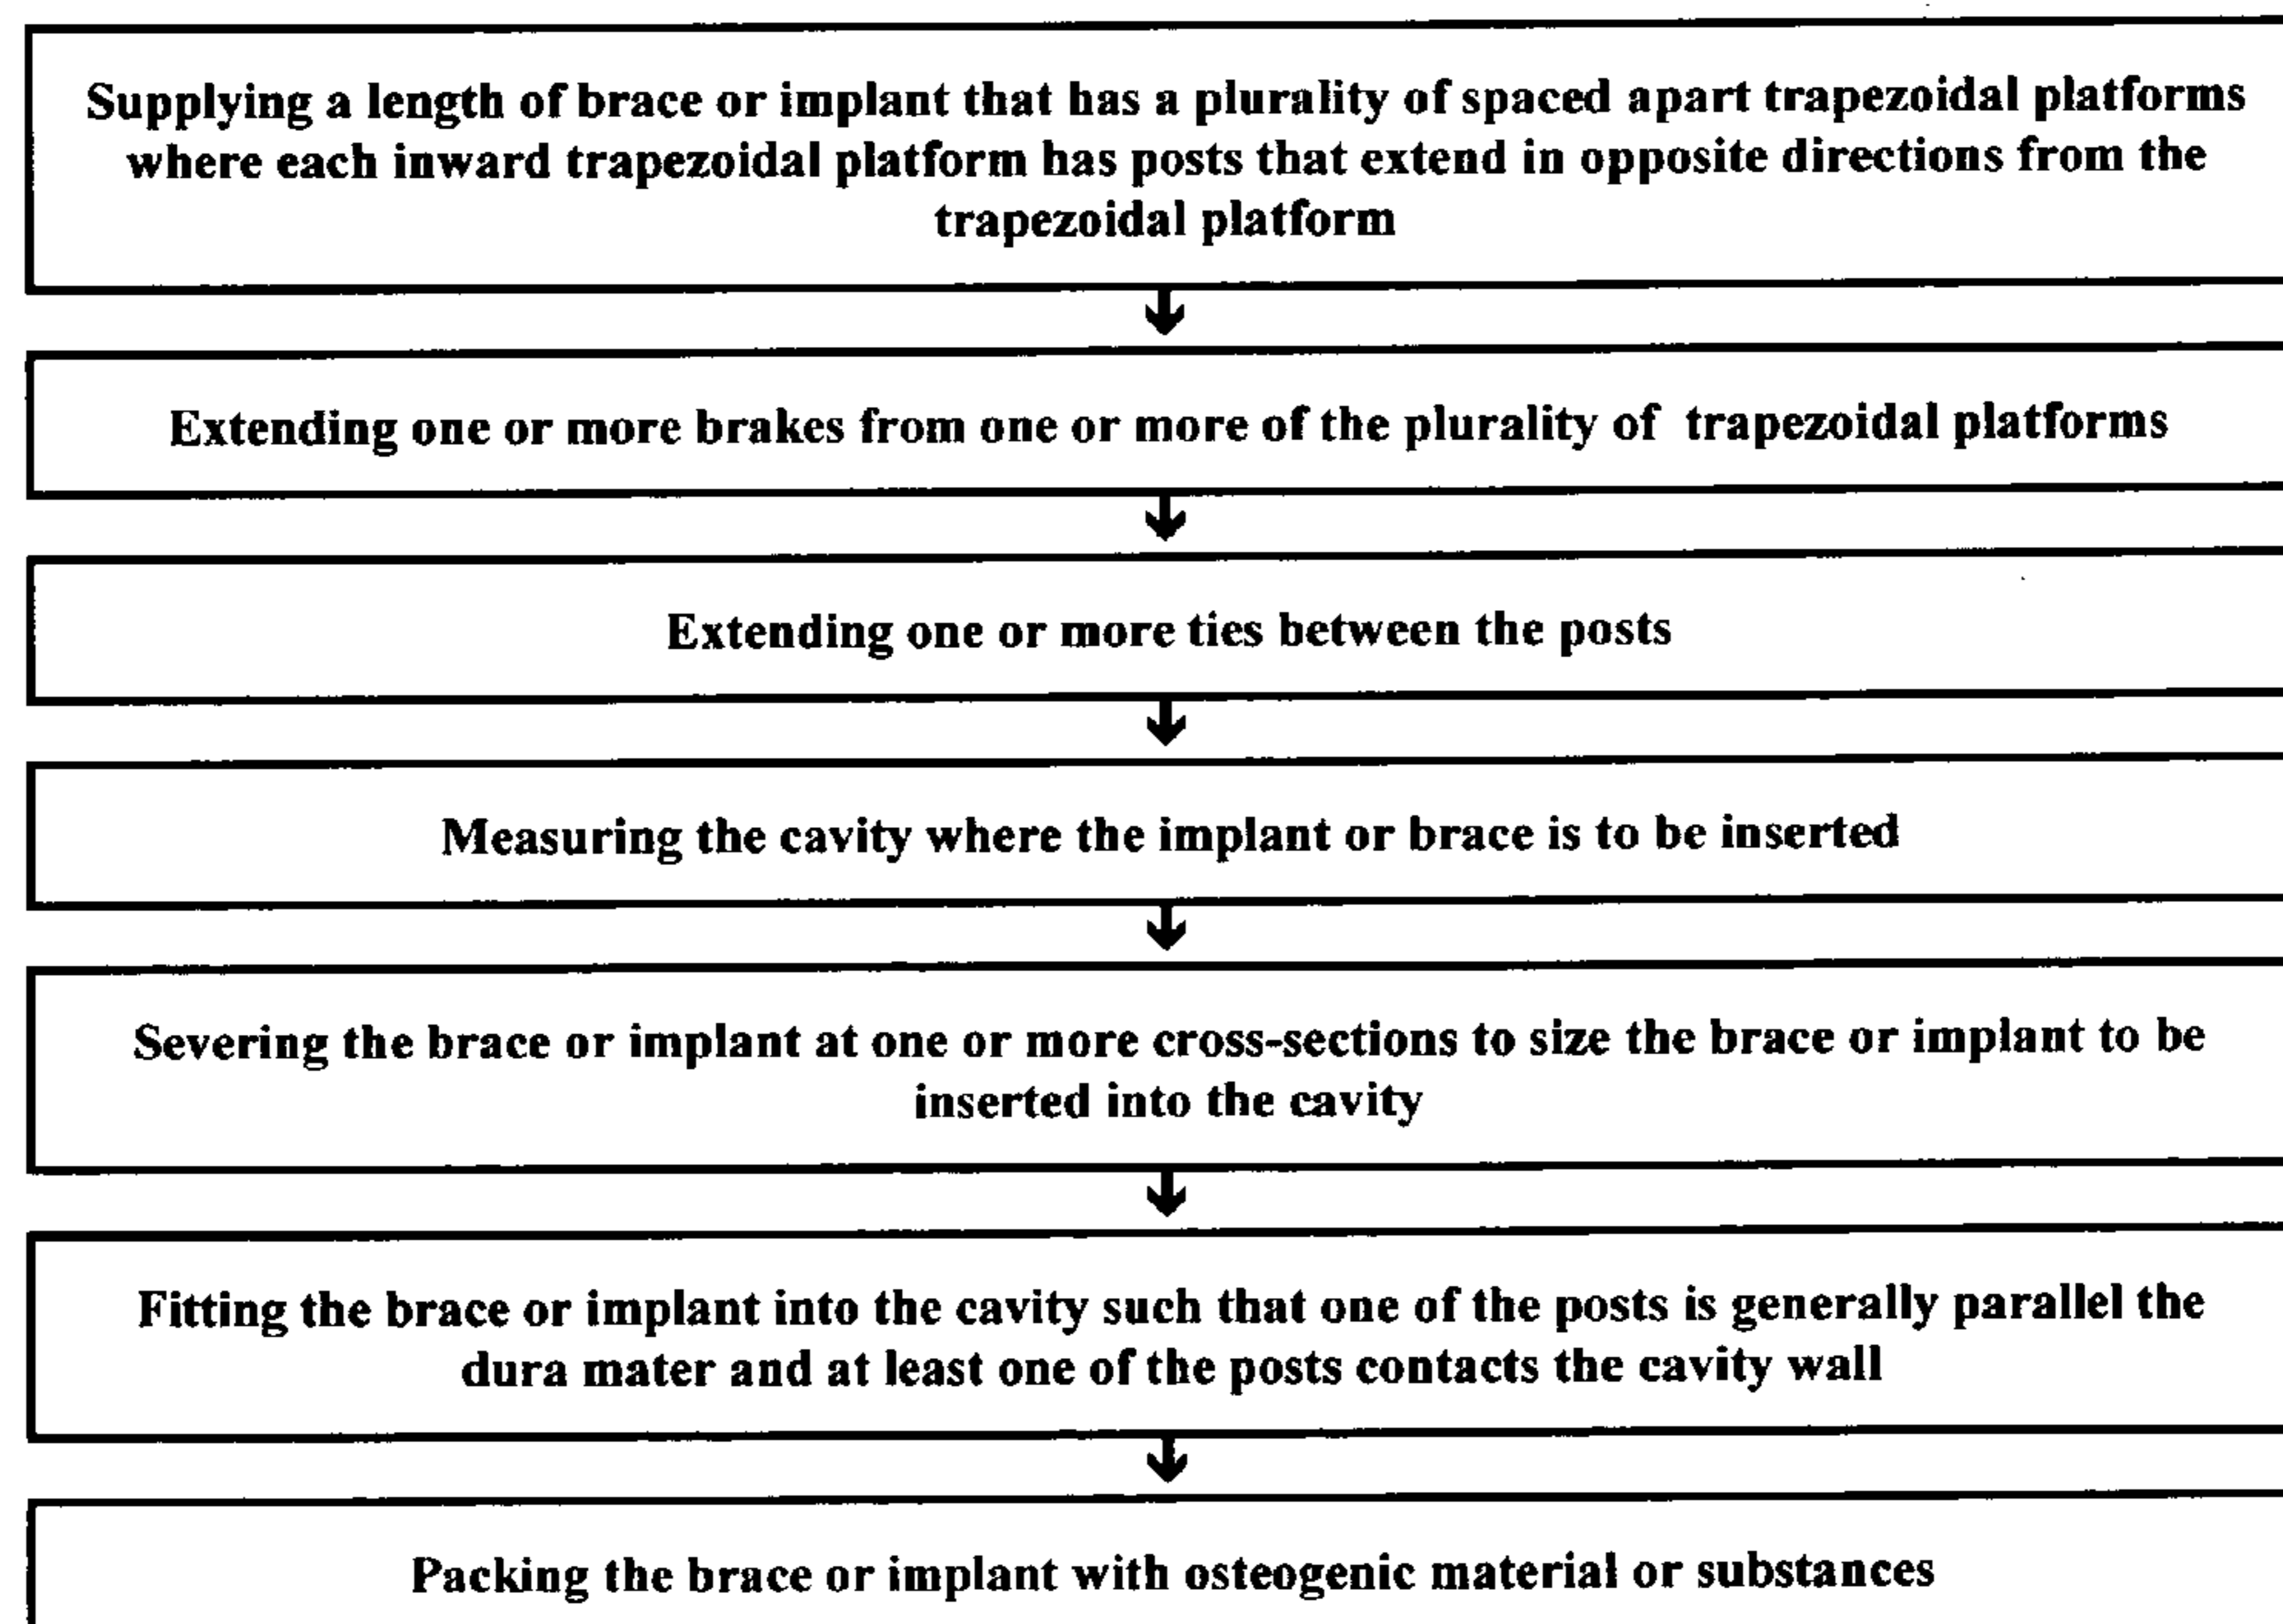 Supplying a length of brace or implant that has a plurality of spaced apart trapezoidal platforms
where each inward trapezoidal platform has posts that extend in opposite directions from the
trapezoidal platform
Extending one or more brakes from one or more of the plurality of trapezoidal platforms
Extending one or more ties between the posts
Measuring the cavity where the implant or brace is to be inserted
Severing the brace or implant at one or more cross-sections to size the brace or implant to be
inserted into the cavity
Fitting the brace or implant into the cavity such that one of the posts is generally parallel the
dura mater and at least one of the posts contacts the cavity wall
Packing the brace or implant with osteogenic material or substances